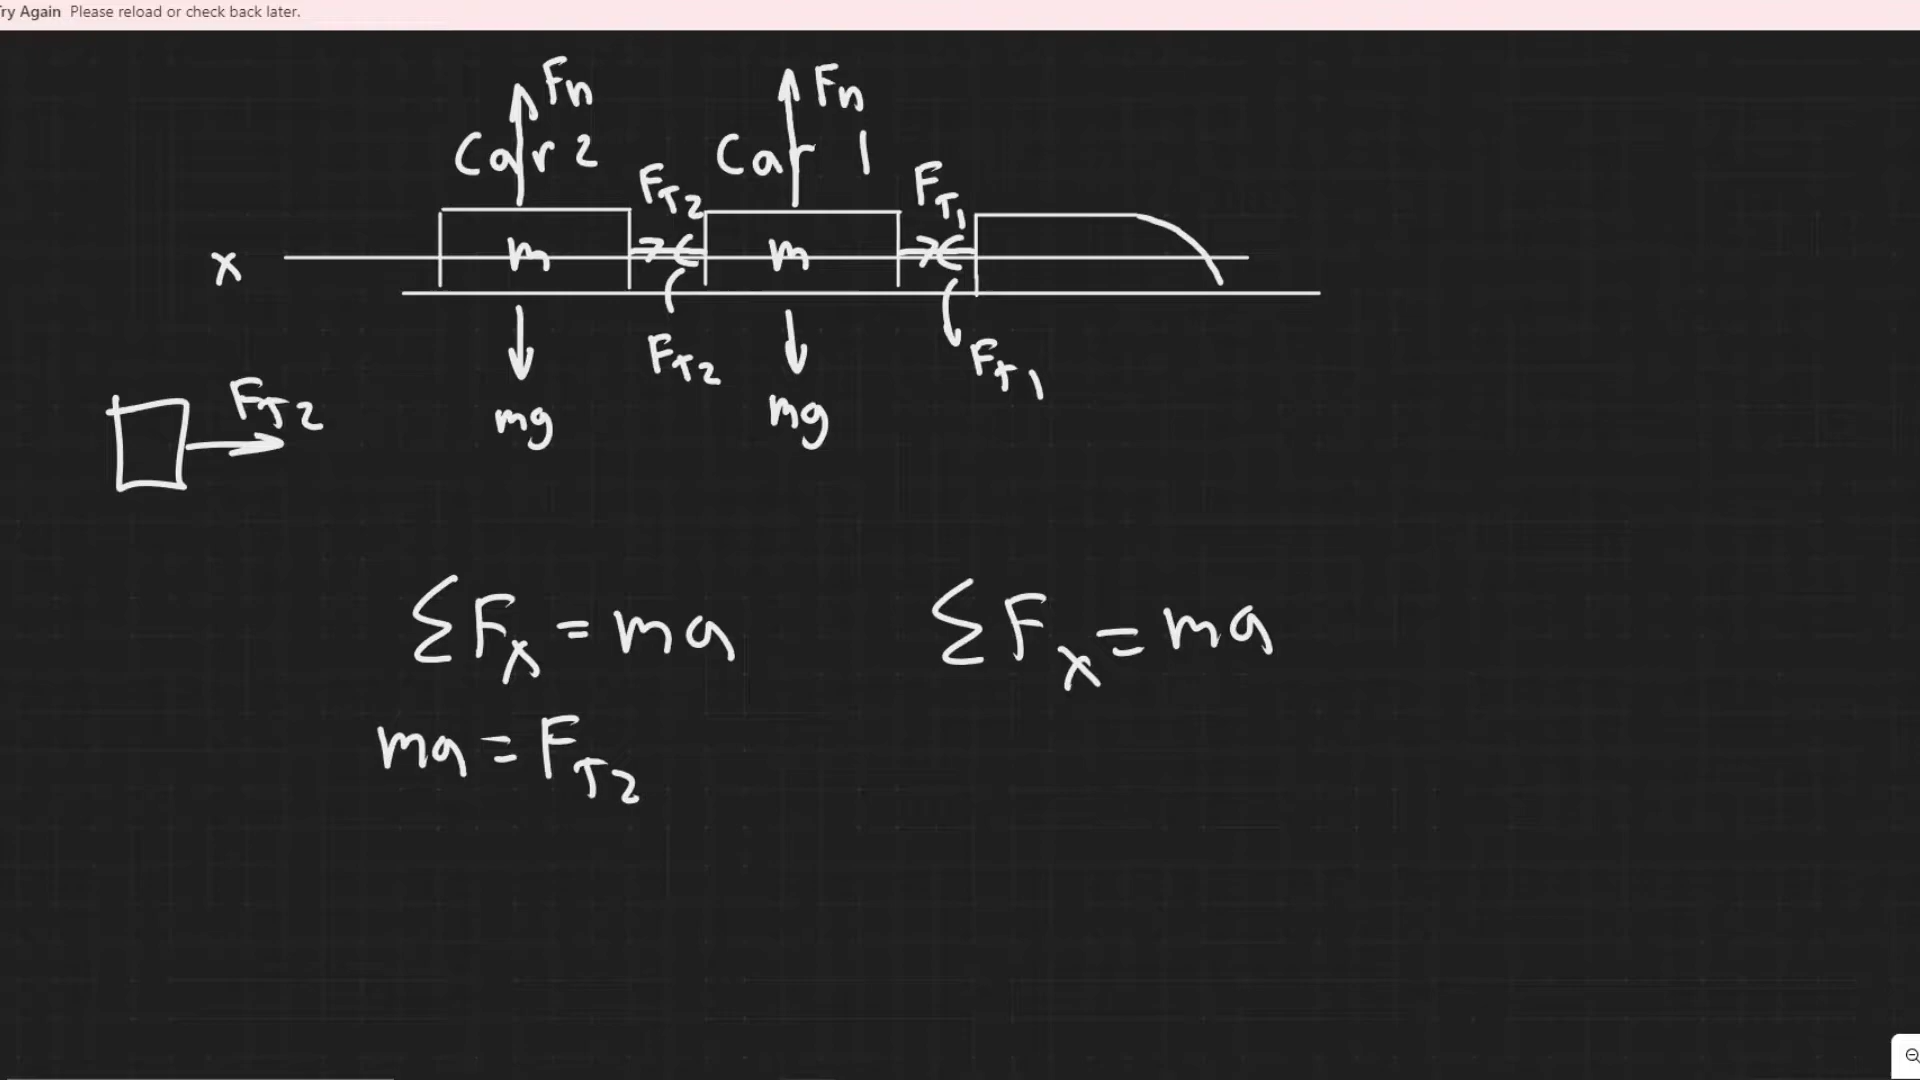 Try Again Please reload or check back later.
Fn Fn
Car 2 Car 1
FT2 FT1
x m m
FT2 FT1
mg mg
FT2
ΣFx = ma ΣFx = ma
ma = FT2